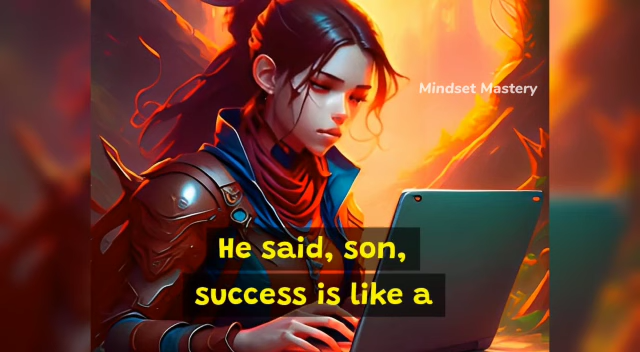 Mindset Mastery
He said, son,
success is like a